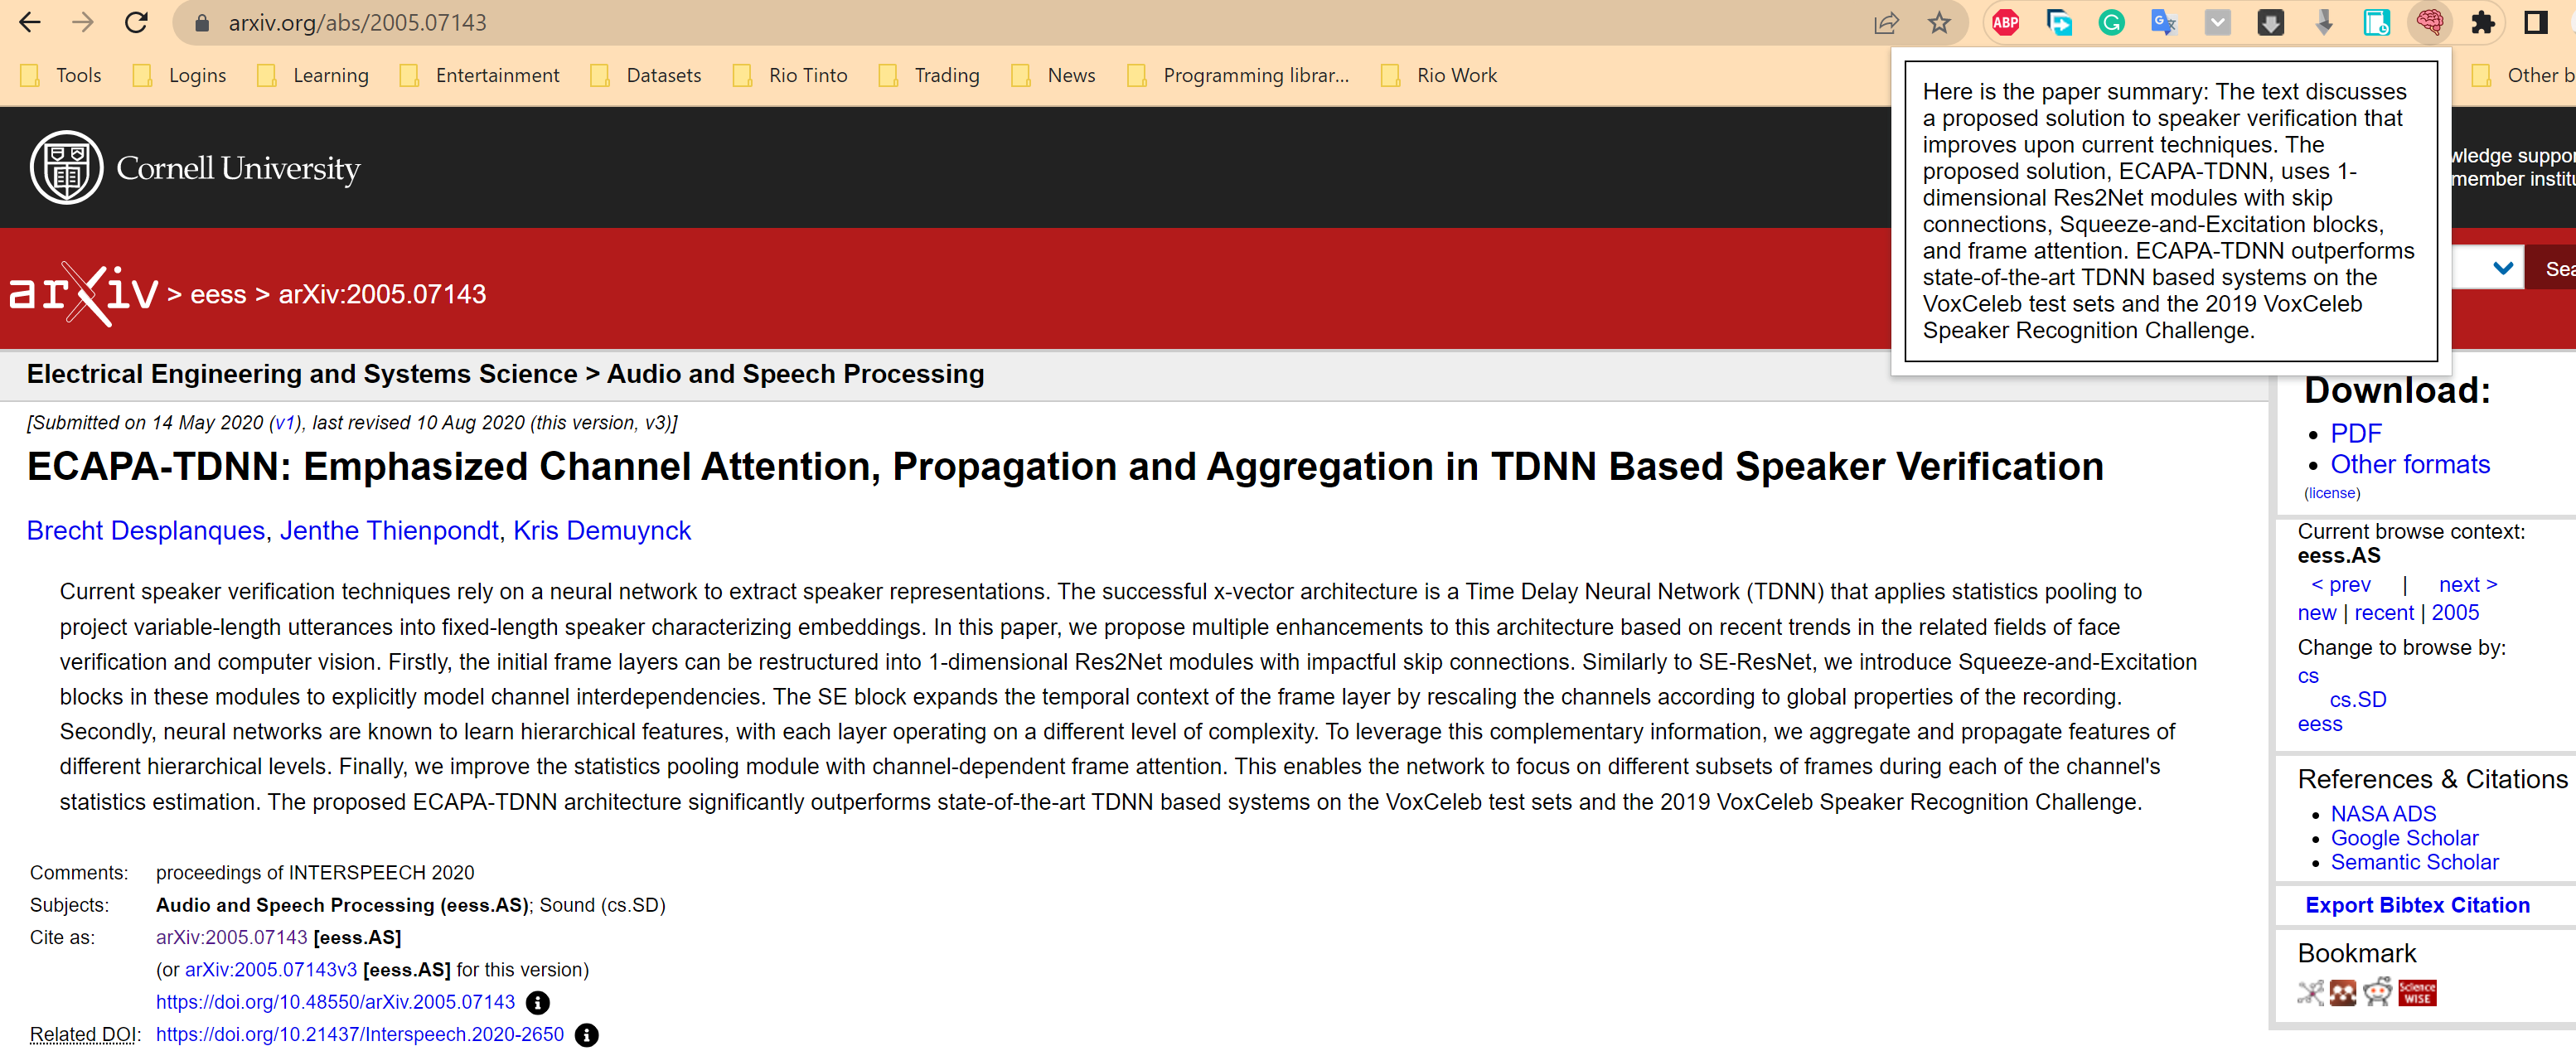 arxiv.org/abs/2005.07143
ABP
G
Tools
Logins
Learning
Entertainment
Datasets
Rio Tinto
Trading
News
Programming librar...
Rio Work
Other b
Here is the paper summary: The text discusses
a proposed solution to speaker verification that
improves upon current techniques. The
proposed solution, ECAPA-TDNN, uses 1-
dimensional Res2Net modules with skip
connections, Squeeze-and-Excitation blocks,
and frame attention. ECAPA-TDNN outperforms
state-of-the-art TDNN based systems on the
VoxCeleb test sets and the 2019 VoxCeleb
Speaker Recognition Challenge.
Cornell University
wledge suppor
member institu
arXiv > eess > arXiv:2005.07143
Sea
Electrical Engineering and Systems Science > Audio and Speech Processing
[Submitted on 14 May 2020 (v1), last revised 10 Aug 2020 (this version, v3)]
ECAPA-TDNN: Emphasized Channel Attention, Propagation and Aggregation in TDNN Based Speaker Verification
Brecht Desplanques, Jenthe Thienpondt, Kris Demuynck
Current speaker verification techniques rely on a neural network to extract speaker representations. The successful x-vector architecture is a Time Delay Neural Network (TDNN) that applies statistics pooling to
project variable-length utterances into fixed-length speaker characterizing embeddings. In this paper, we propose multiple enhancements to this architecture based on recent trends in the related fields of face
verification and computer vision. Firstly, the initial frame layers can be restructured into 1-dimensional Res2Net modules with impactful skip connections. Similarly to SE-ResNet, we introduce Squeeze-and-Excitation
blocks in these modules to explicitly model channel interdependencies. The SE block expands the temporal context of the frame layer by rescaling the channels according to global properties of the recording.
Secondly, neural networks are known to learn hierarchical features, with each layer operating on a different level of complexity. To leverage this complementary information, we aggregate and propagate features of
different hierarchical levels. Finally, we improve the statistics pooling module with channel-dependent frame attention. This enables the network to focus on different subsets of frames during each of the channel's
statistics estimation. The proposed ECAPA-TDNN architecture significantly outperforms state-of-the-art TDNN based systems on the VoxCeleb test sets and the 2019 VoxCeleb Speaker Recognition Challenge.
Comments: proceedings of INTERSPEECH 2020
Subjects: Audio and Speech Processing (eess.AS); Sound (cs.SD)
Cite as: arXiv:2005.07143 [eess.AS]
(or arXiv:2005.07143v3 [eess.AS] for this version)
https://doi.org/10.48550/arXiv.2005.07143
Related DOI: https://doi.org/10.21437/Interspeech.2020-2650
Download:
PDF
Other formats
(license)
Current browse context:
eess.AS
< prev | next >
new | recent | 2005
Change to browse by:
cs
cs.SD
eess
References & Citations
NASA ADS
Google Scholar
Semantic Scholar
Export Bibtex Citation
Bookmark
Science
WISE